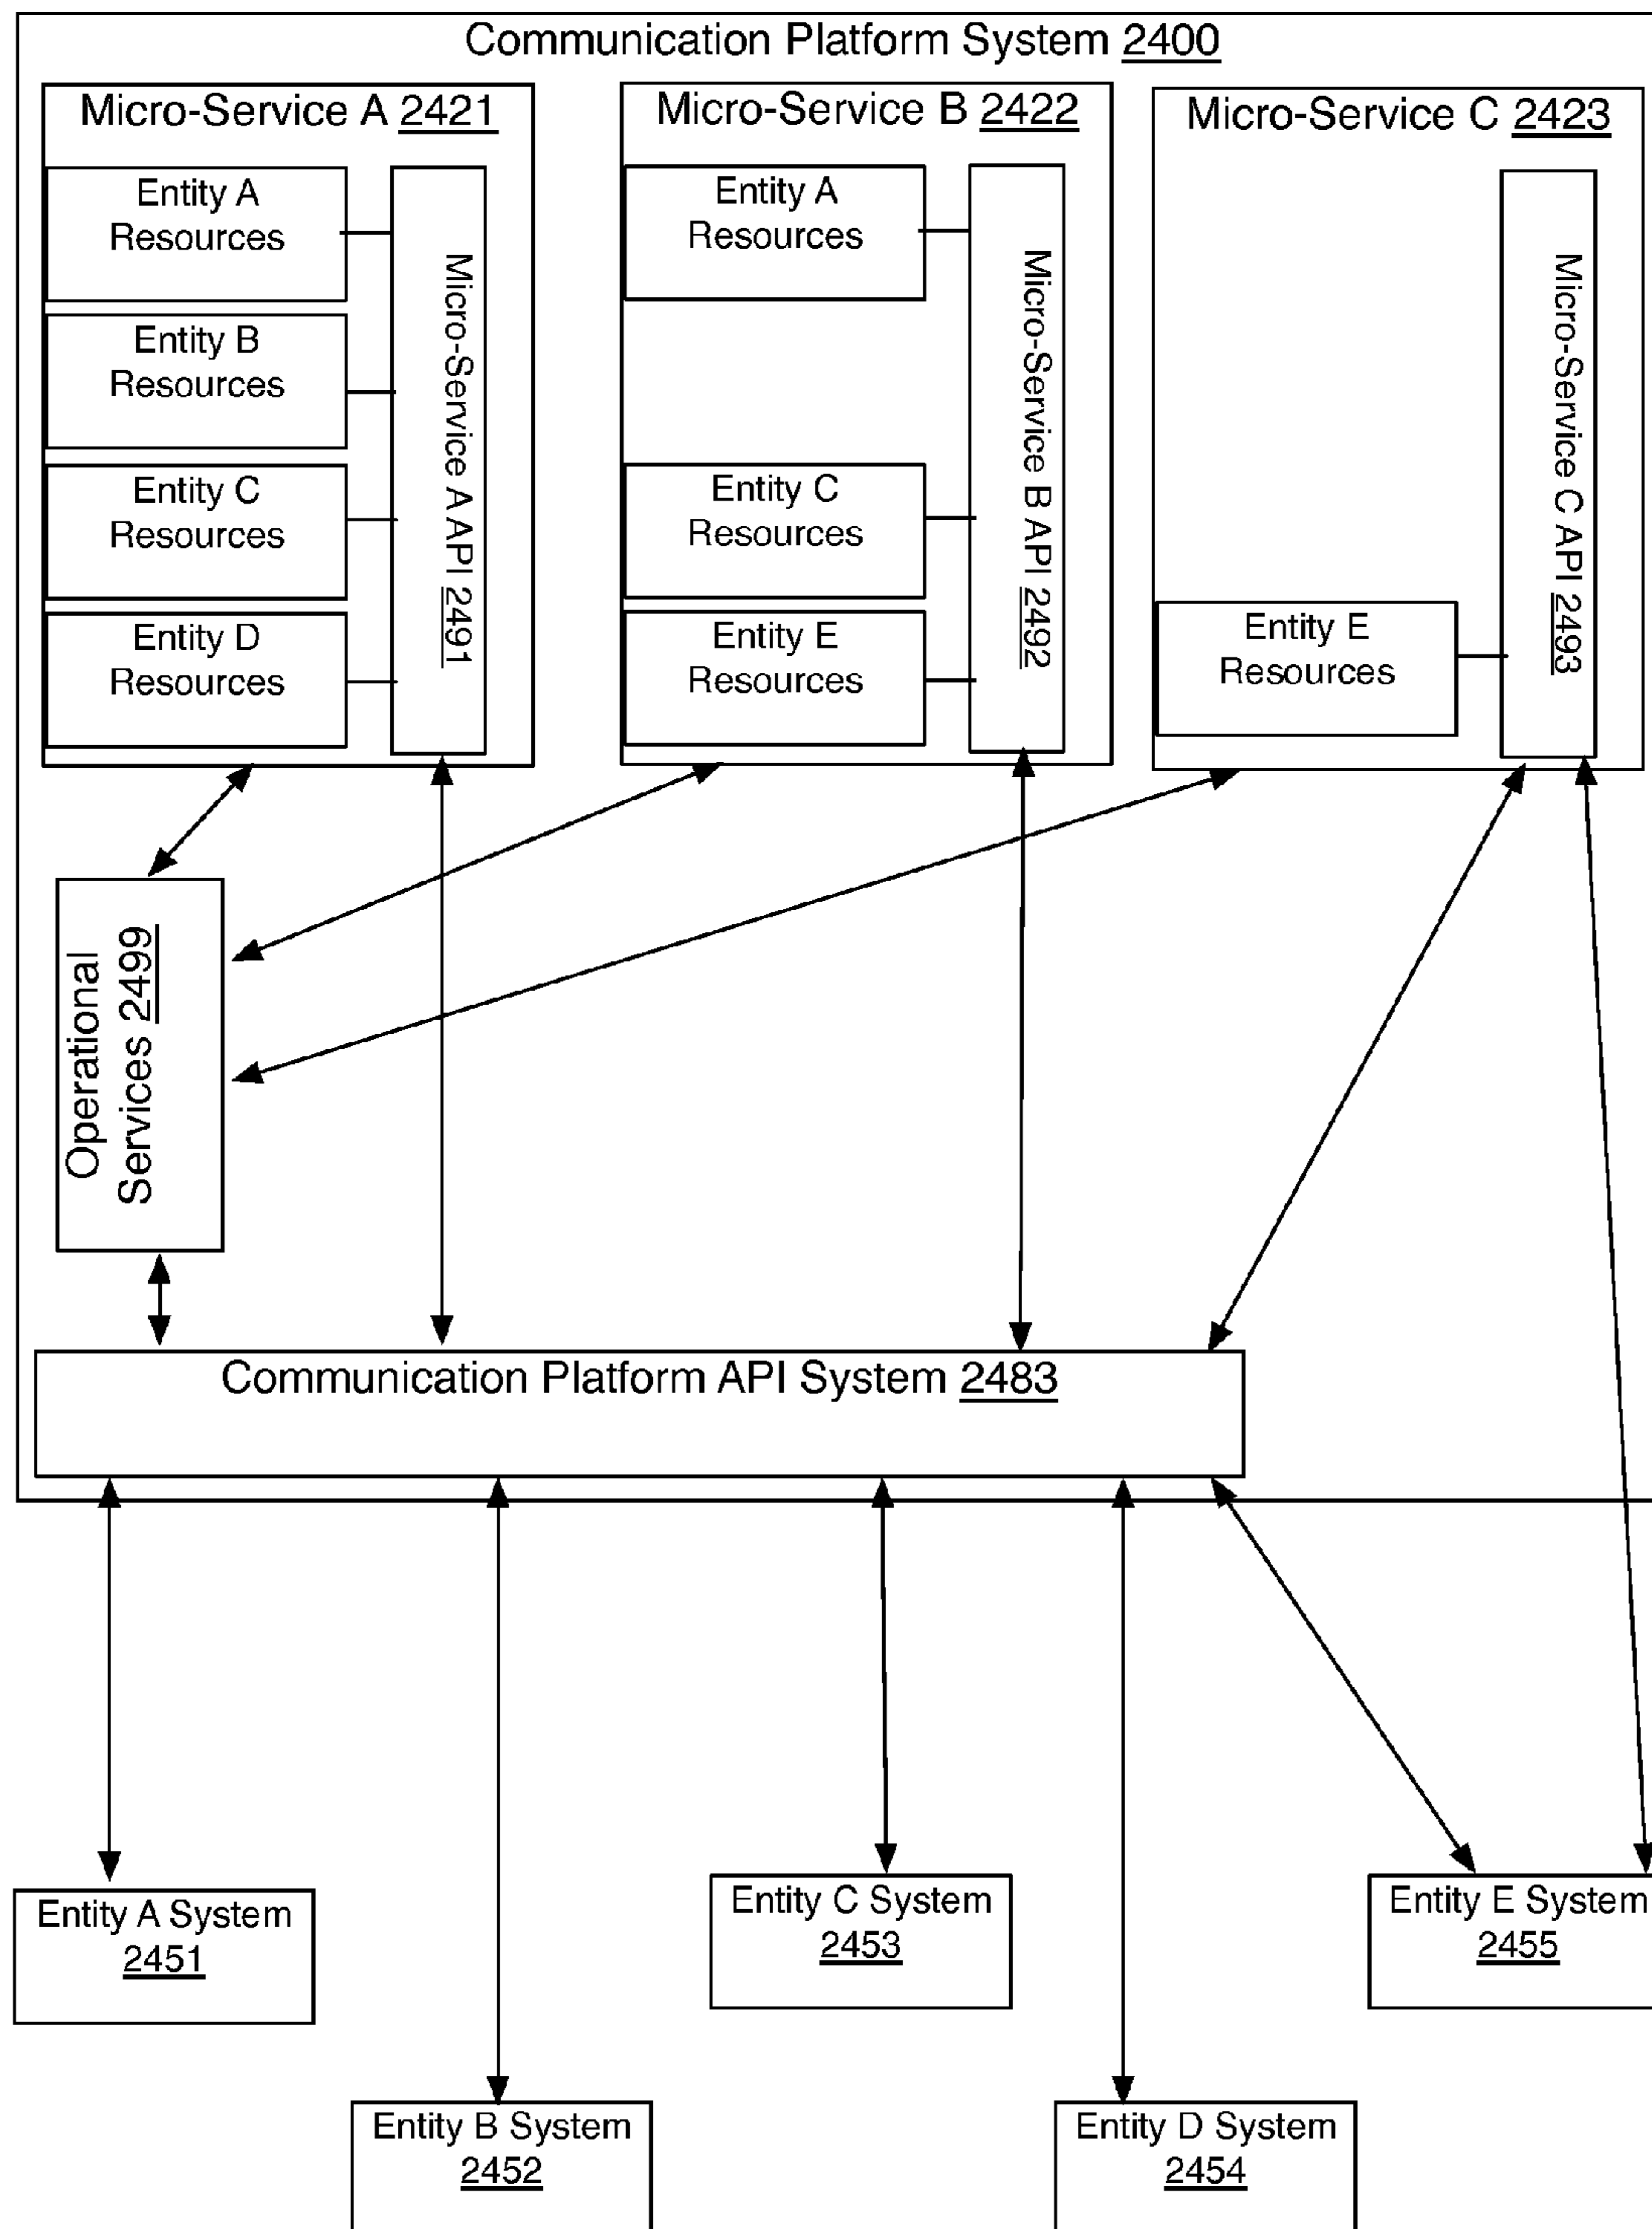 Communication Platform System 2400
Micro-Service A 2421
Entity A
Resources
Entity B
Resources
Entity C
Resources
Entity D
Resources
Micro-Service A API 2491
Micro-Service B 2422
Entity A
Resources
Entity C
Resources
Entity E
Resources
Micro-Service B API 2492
Micro-Service C 2423
Entity E
Resources
Micro-Service C API 2493
Operational
Services 2499
Communication Platform API System 2483
Entity A System
2451
Entity C System
2453
Entity E System
2455
Entity B System
2452
Entity D System
2454